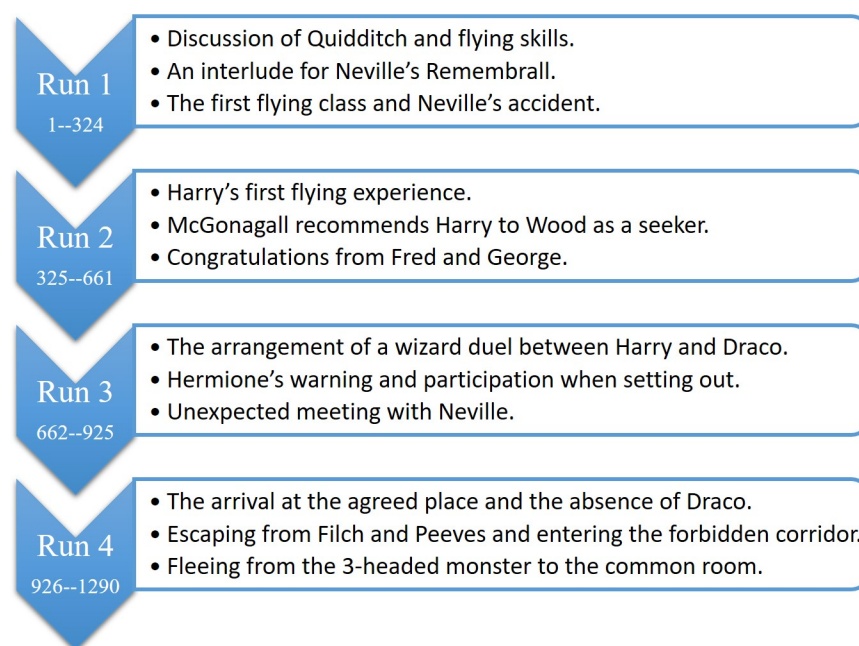 Run 1
1--324
• Discussion of Quidditch and flying skills.
• An interlude for Neville's Remembrall.
• The first flying class and Neville's accident.
Run 2
325--661
• Harry's first flying experience.
• McGonagall recommends Harry to Wood as a seeker.
• Congratulations from Fred and George.
Run 3
662--925
• The arrangement of a wizard duel between Harry and Draco.
• Hermione's warning and participation when setting out.
• Unexpected meeting with Neville.
Run 4
926--1290
• The arrival at the agreed place and the absence of Draco.
• Escaping from Filch and Peeves and entering the forbidden corridor.
• Fleeing from the 3-headed monster to the common room.